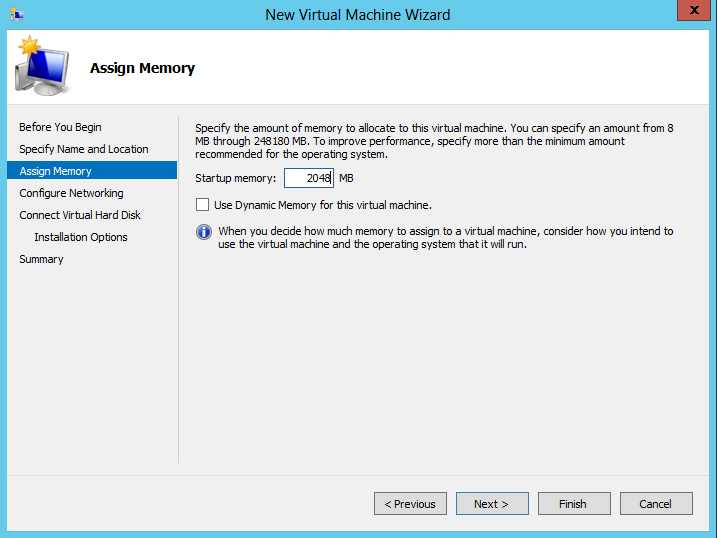 New Virtual Machine Wizard
x
Assign Memory
Before You Begin
Specify Name and Location
Assign Memory
Configure Networking
Connect Virtual Hard Disk
Installation Options
Summary
Specify the amount of memory to allocate to this virtual machine. You can specify an amount from 8
MB through 248180 MB. To improve performance, specify more than the minimum amount
recommended for the operating system.
Startup memory: 2048 MB
Use Dynamic Memory for this virtual machine.
When you decide how much memory to assign to a virtual machine, consider how you intend to
use the virtual machine and the operating system that it will run.
< Previous Next > Finish Cancel